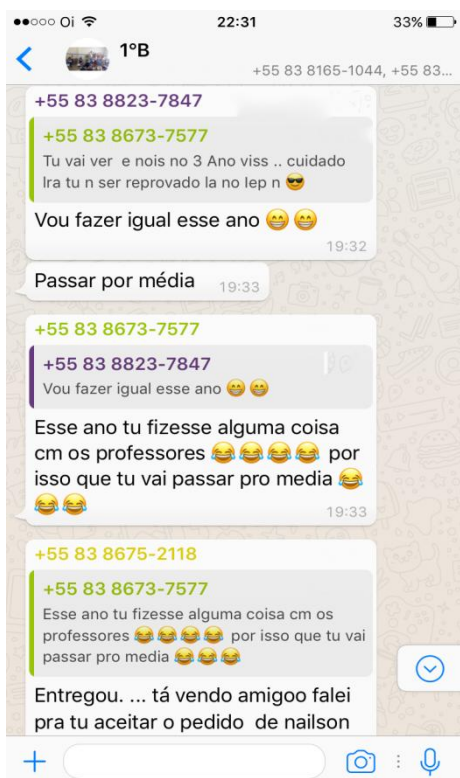 Oi 22:31 33%
1°B
+55 83 8165-1044, +55 83...
+55 83 8823-7847
+55 83 8673-7577
Tu vai ver e nois no 3 Ano viss .. cuidado
Ira tu n ser reprovado la no Iep n 😎
Vou fazer igual esse ano 😁 😁
19:32
Passar por média 19:33
+55 83 8673-7577
+55 83 8823-7847
Vou fazer igual esse ano 😁 😁
Esse ano tu fizesse alguma coisa
cm os professores 😂 😂 😂 😂 por
isso que tu vai passar pro media 😂
😂 😂
19:33
+55 83 8675-2118
+55 83 8673-7577
Esse ano tu fizesse alguma coisa cm os
professores 😂 😂 😂 😂 por isso que tu vai
passar pro media 😂 😂 😂
Entregou. ... tá vendo amigoo falei
pra tu aceitar o pedido de nailson